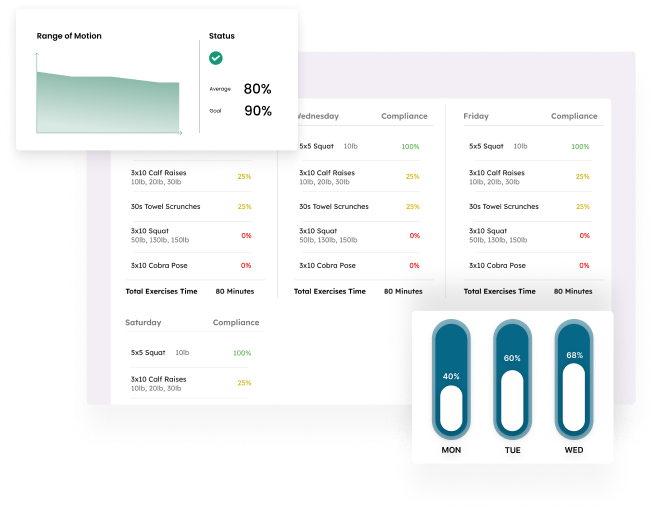 Range of Motion
Status
Average 80%
Goal 90%
Wednesday Compliance
5x5 Squat 10lb 100%
3x10 Calf Raises 25%
10lb, 20lb, 30lb
30s Towel Scrunches 25%
3x10 Squat 0%
50lb, 130lb, 150lb
3x10 Cobra Pose 0%
Total Exercises Time 80 Minutes
Friday Compliance
5x5 Squat 10lb 100%
3x10 Calf Raises 25%
10lb, 20lb, 30lb
30s Towel Scrunches 25%
3x10 Squat 0%
50lb, 130lb, 150lb
3x10 Cobra Pose 0%
Total Exercises Time 80 Minutes
3x10 Calf Raises 25%
10lb, 20lb, 30lb
30s Towel Scrunches 25%
3x10 Squat 0%
50lb, 130lb, 150lb
3x10 Cobra Pose 0%
Total Exercises Time 80 Minutes
Saturday Compliance
5x5 Squat 10lb 100%
3x10 Calf Raises 25%
10lb, 20lb, 30lb
40% 60% 68%
MON TUE WED